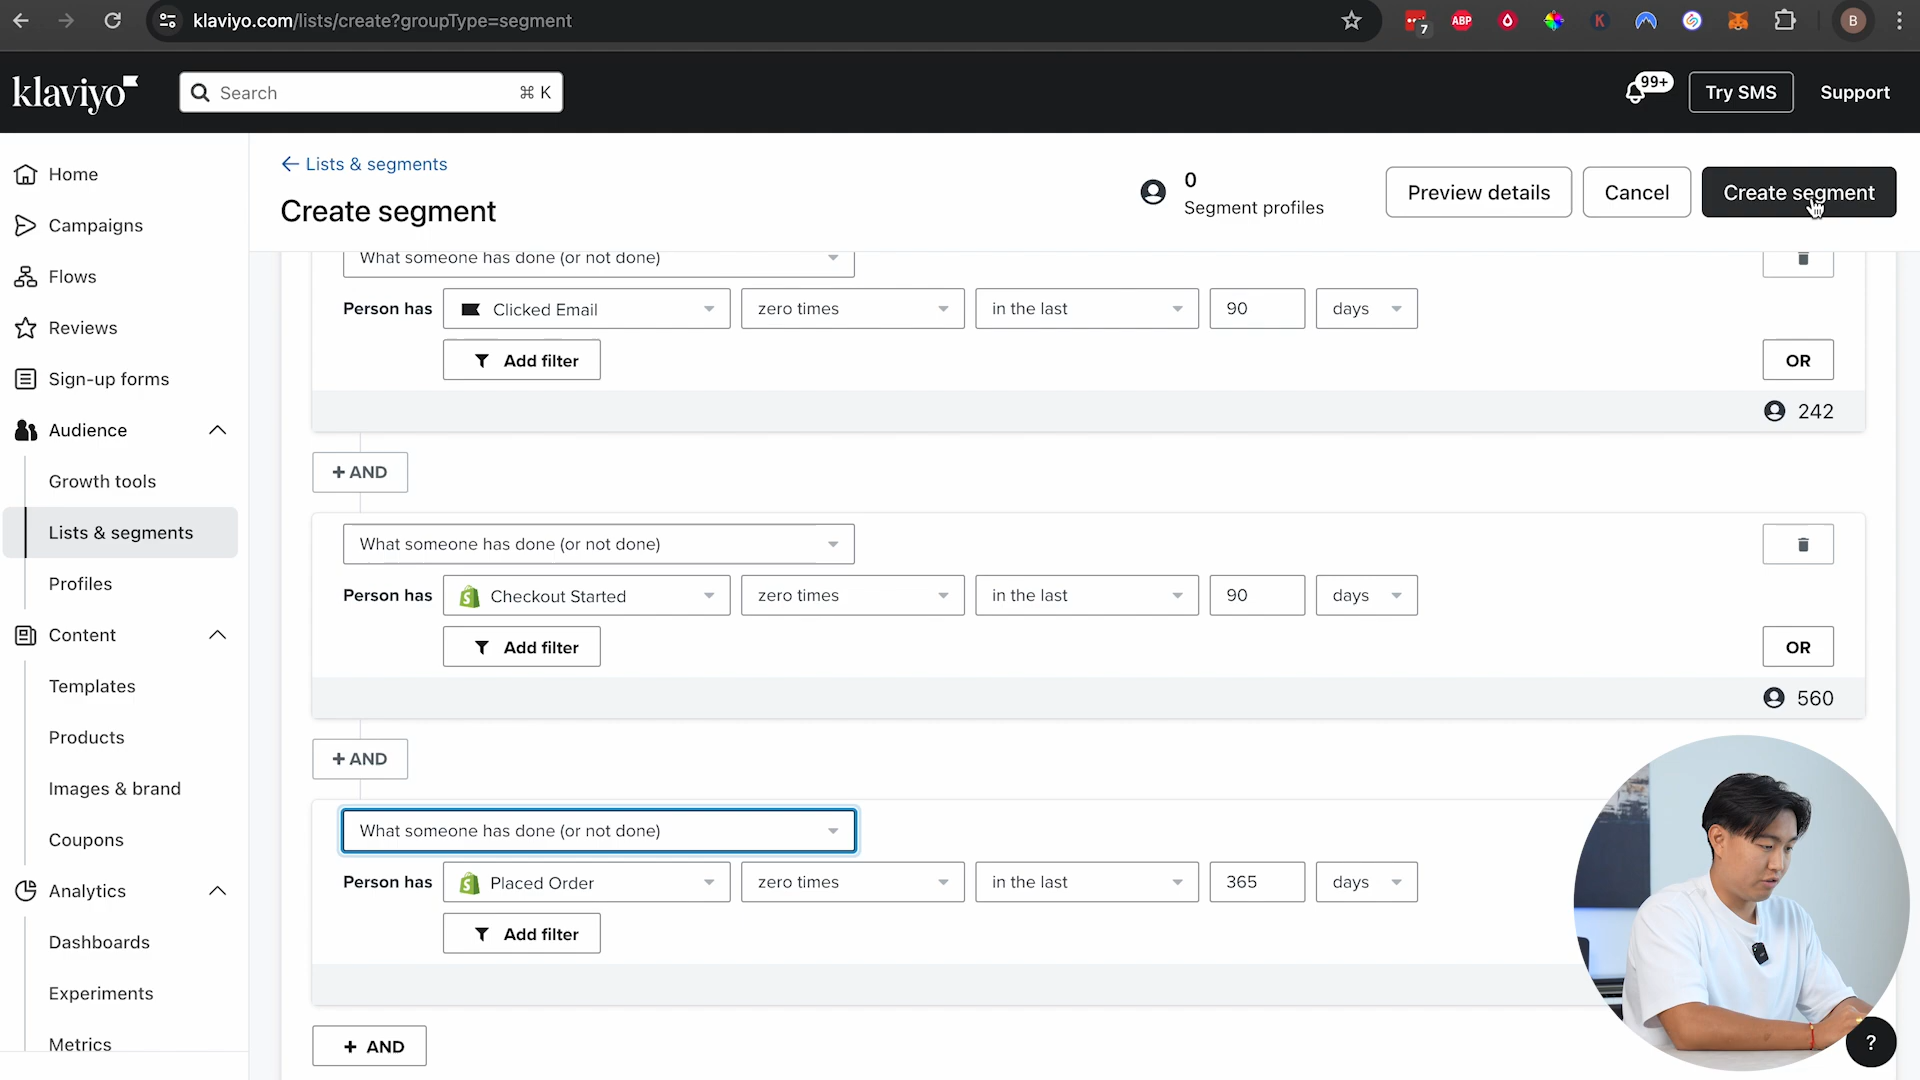 klaviyo.com/lists/create?groupType=segment
7
ABP
K
B
klaviyo
Search
⌘ K
99+
Try SMS
Support
Home
Campaigns
Flows
Reviews
Sign-up forms
Audience
Growth tools
Lists & segments
Profiles
Content
Templates
Products
Images & brand
Coupons
Analytics
Dashboards
Experiments
Metrics
← Lists & segments
Create segment
0
Segment profiles
Preview details
Cancel
Create segment
What someone has done (or not done)
Person has Clicked Email zero times in the last 90 days
Add filter
OR
242
+ AND
What someone has done (or not done)
Person has Checkout Started zero times in the last 90 days
Add filter
OR
560
+ AND
What someone has done (or not done)
Person has Placed Order zero times in the last 365 days
Add filter
+ AND
?